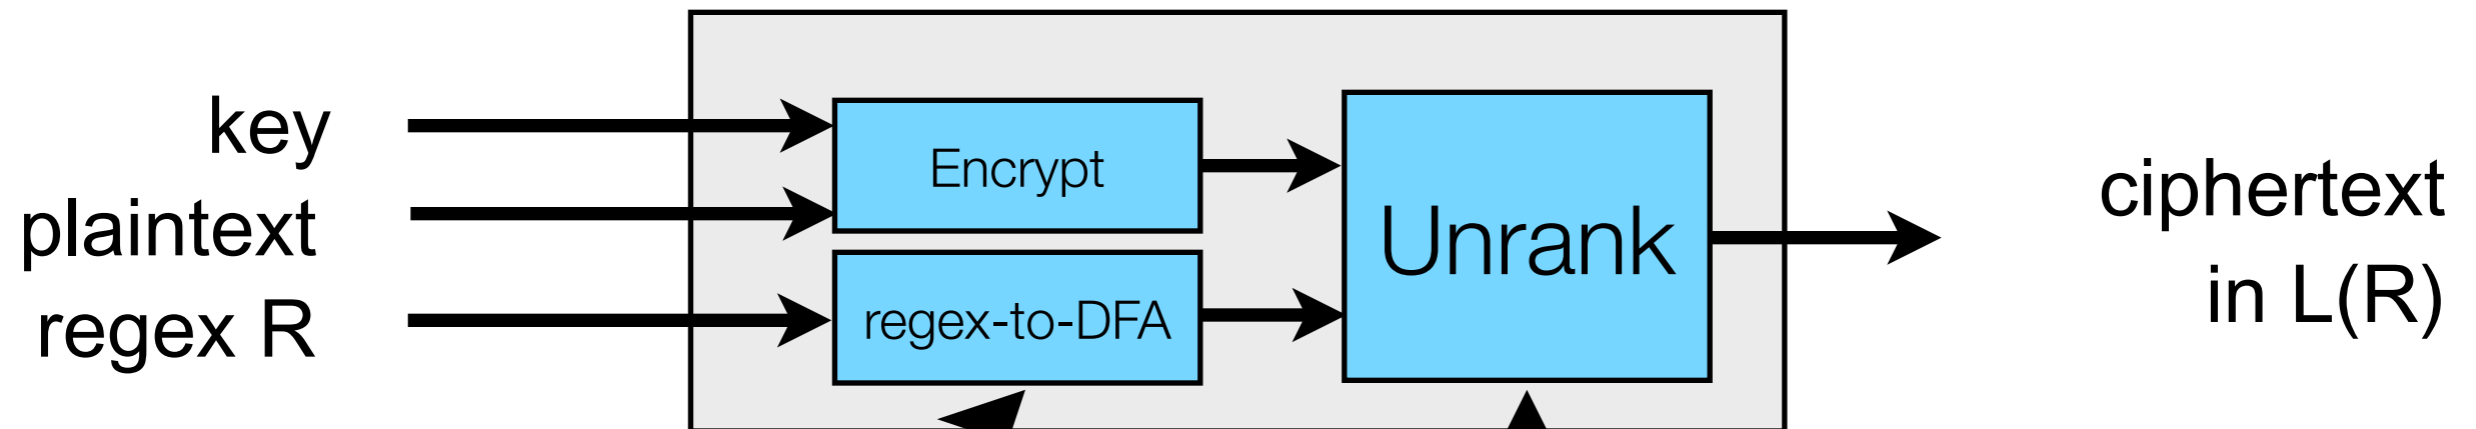 key
plaintext
regex R
Encrypt
regex-to-DFA
Unrank
ciphertext
in L(R)